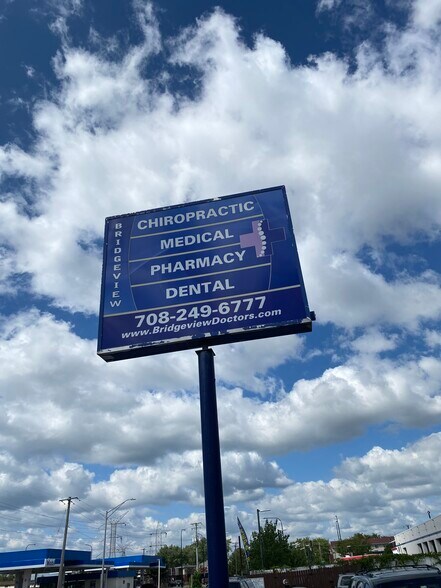 BRIDGEVIEW
CHIROPRACTIC
MEDICAL
PHARMACY
DENTAL
708-249-6777
www.BridgeviewDoctors.com